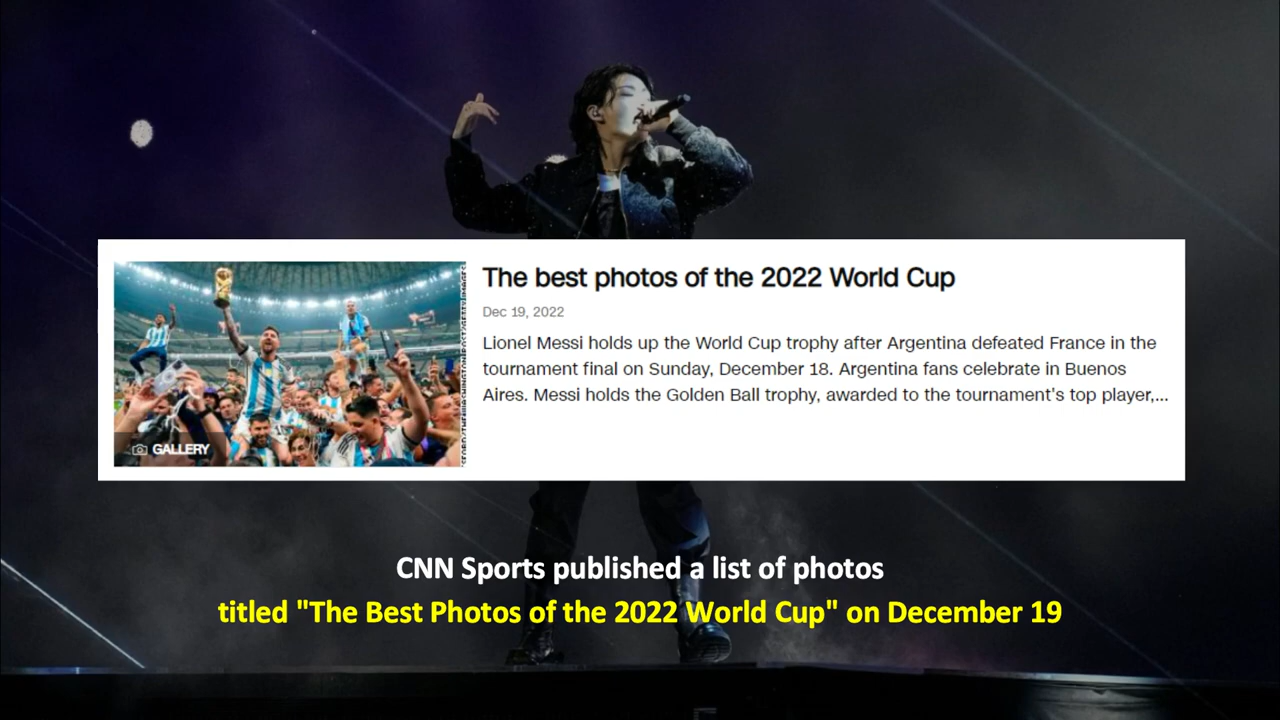 The best photos of the 2022 World Cup
Dec 19, 2022
Lionel Messi holds up the World Cup trophy after Argentina defeated France in the
tournament final on Sunday, December 18. Argentina fans celebrate in Buenos
Aires. Messi holds the Golden Ball trophy, awarded to the tournament's top player,...
GALLERY
CNN Sports published a list of photos
titled "The Best Photos of the 2022 World Cup" on December 19